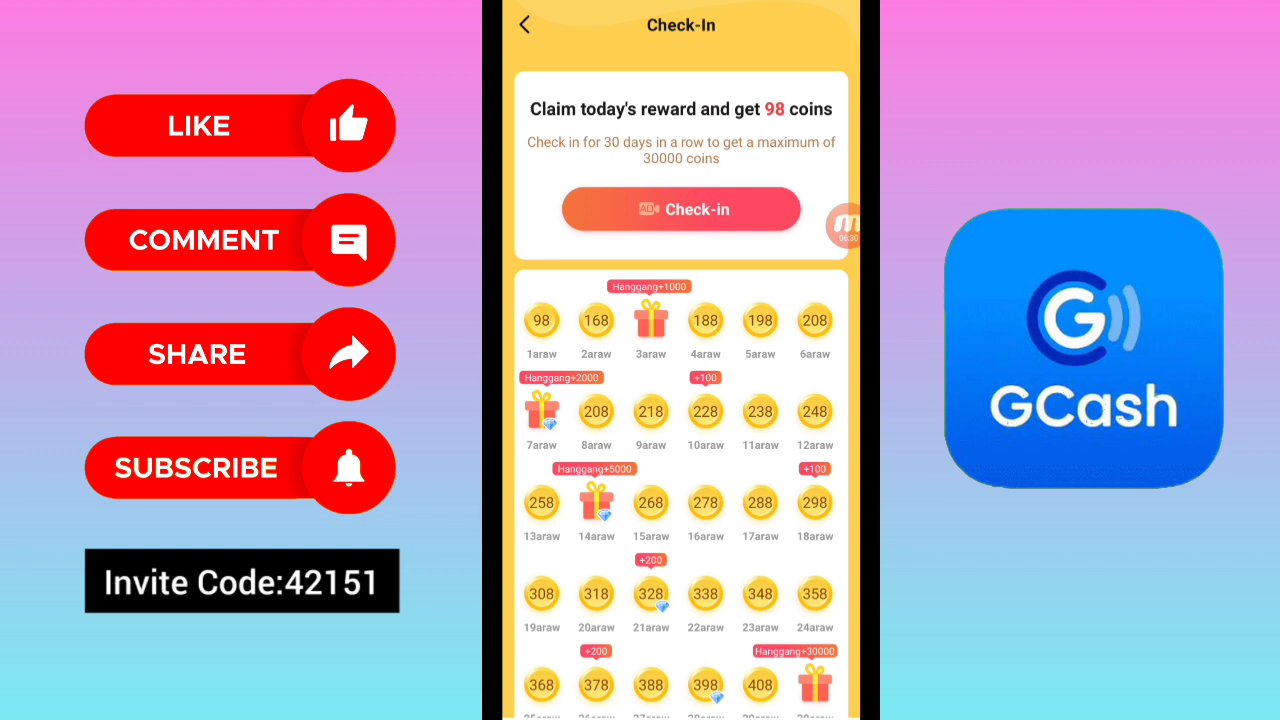 LIKE
COMMENT
SHARE
SUBSCRIBE
Invite Code:42151
Check-In
Claim today's reward and get 98 coins
Check in for 30 days in a row to get a maximum of
30000 coins
AD Check-in
06:30
Hanggang+1000
98 168 188 198 208
1araw 2araw 3araw 4araw 5araw 6araw
Hanggang+2000 +100
208 218 228 238 248
7araw 8araw 9araw 10araw 11araw 12araw
Hanggang+5000 +100
258 268 278 288 298
13araw 14araw 15araw 16araw 17araw 18araw
+200
308 318 328 338 348 358
19araw 20araw 21araw 22araw 23araw 24araw
+200 Hanggang+30000
368 378 388 398 408
G
GCash